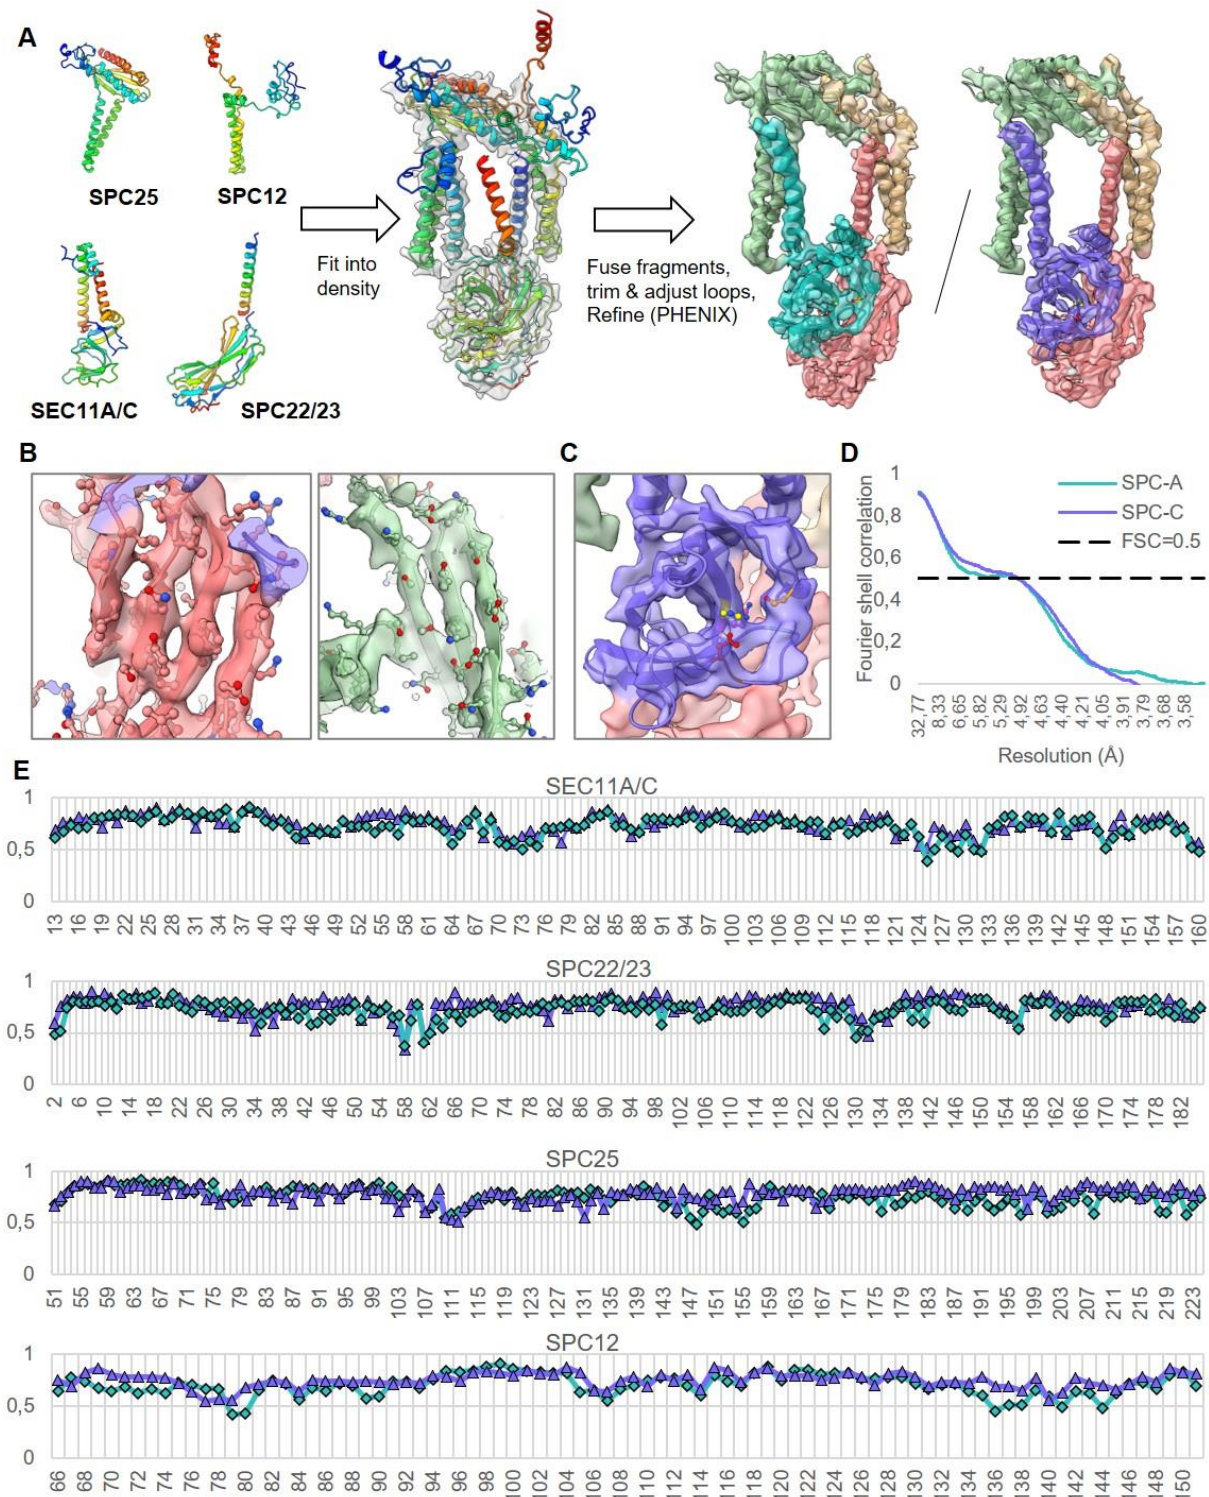 A
SPC25
SPC12
SEC11A/C
SPC22/23
Fit into
density
Fuse fragments,
trim & adjust loops,
Refine (PHENIX)
B
C
D
Fourier shell correlation
1
0,8
0,6
0,4
0,2
0
SPC-A
SPC-C
FSC=0.5
32,77
8,33
6,65
5,82
5,29
4,92
4,63
4,40
4,21
4,05
3,91
3,79
3,68
3,58
Resolution (Å)
E
SEC11A/C
1
0,5
0
13 16 19 22 25 28 31 34 37 40 43 46 49 52 55 58 61 64 67 70 73 76 79 82 85 88 91 94 97 100 103 106 109 112 115 118 121 124 127 130 133 136 139 142 145 148 151 154 157 160
SPC22/23
1
0,5
0
2 6 10 14 18 22 26 30 34 38 42 46 50 54 58 62 66 70 74 78 82 86 90 94 98 102 106 110 114 118 122 126 130 134 138 142 146 150 154 158 162 166 170 174 178 182
SPC25
1
0,5
0
51 55 59 63 67 71 75 79 83 87 91 95 99 103 107 111 115 119 123 127 131 135 139 143 147 151 155 159 163 167 171 175 179 183 187 191 195 199 203 207 211 215 219 223
SPC12
1
0,5
0
66 68 70 72 74 76 78 80 82 84 86 88 90 92 94 96 98 100 102 104 106 108 110 112 114 116 118 120 122 124 126 128 130 132 134 136 138 140 142 144 146 148 150